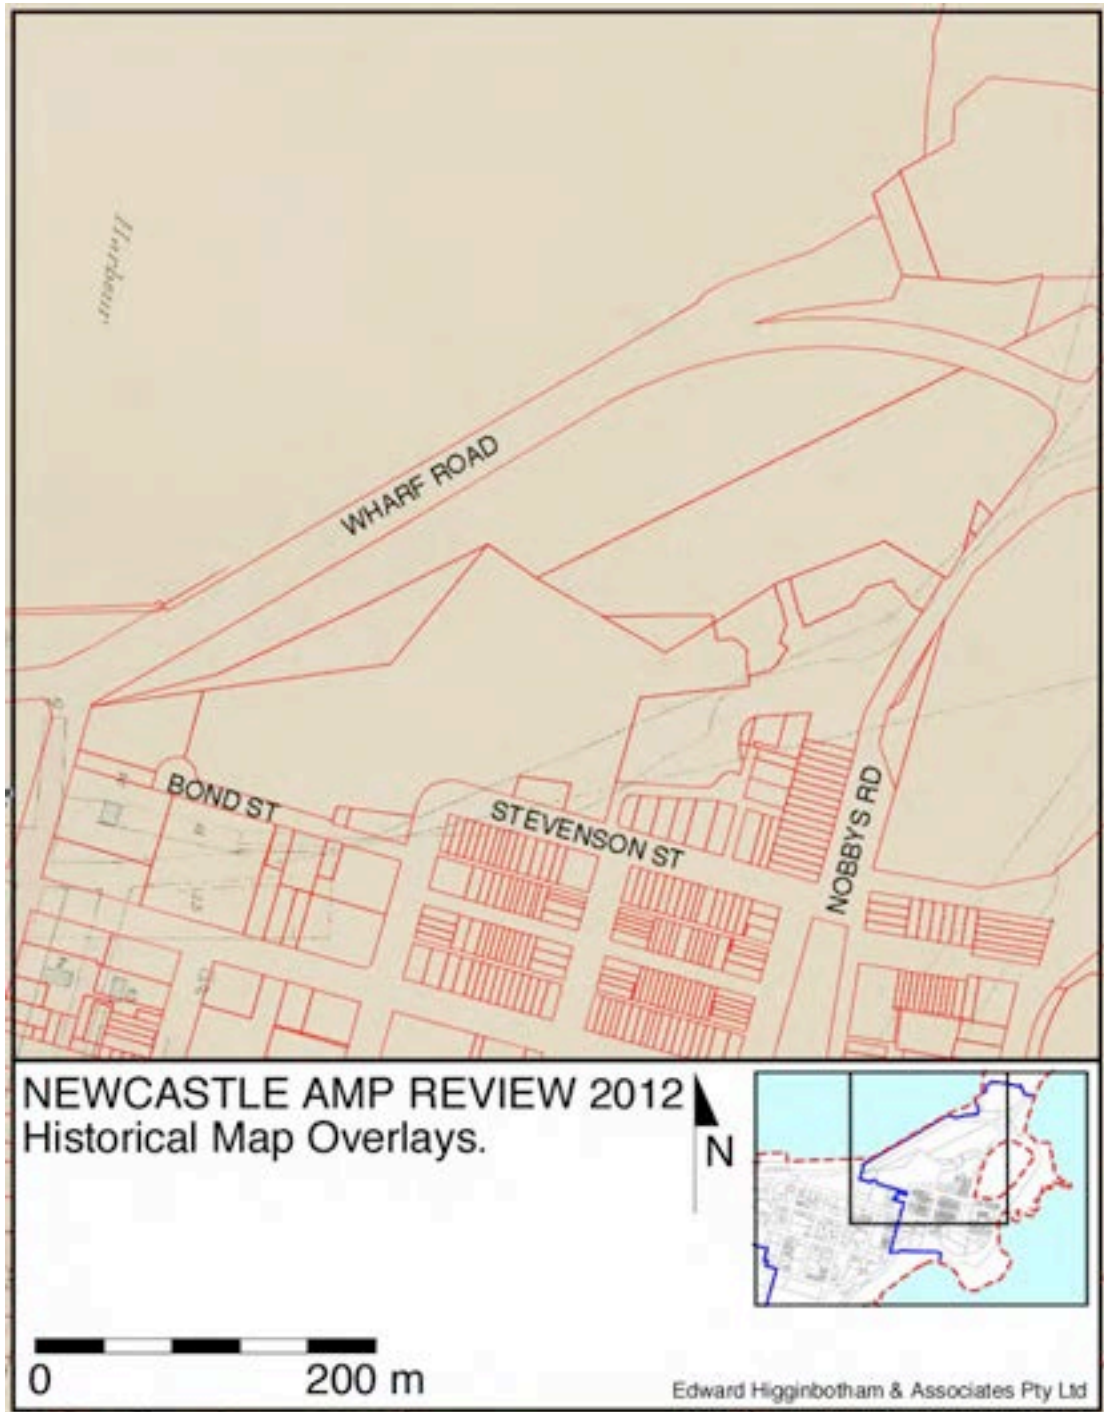 Harbour
WHARF ROAD
BOND ST
STEVENSON ST
NOBBYS RD
NEWCASTLE AMP REVIEW 2012
Historical Map Overlays.
N
0 200 m
Edward Higginbotham & Associates Pty Ltd